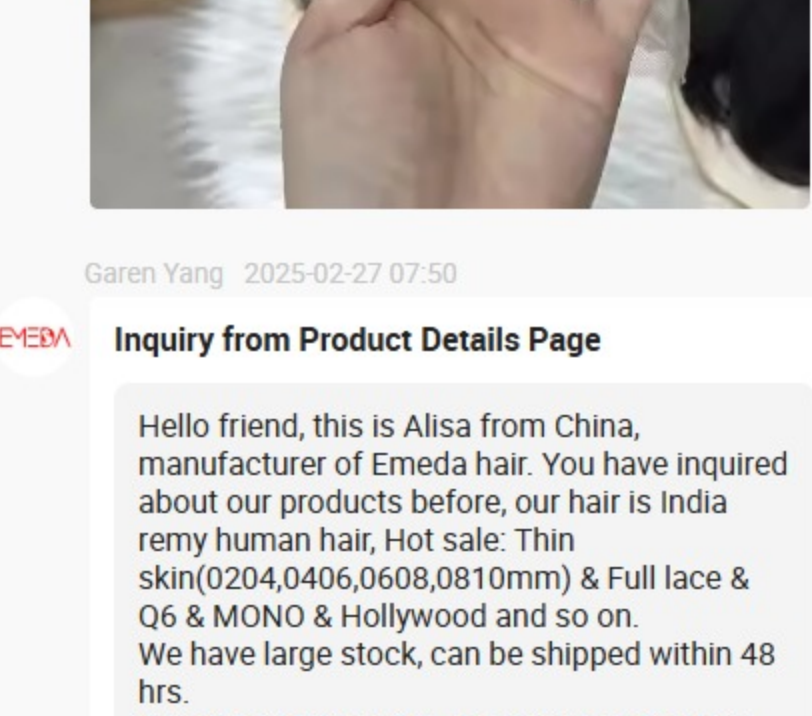 Garen Yang 2025-02-27 07:50
EMEDA
Inquiry from Product Details Page
Hello friend, this is Alisa from China,
manufacturer of Emeda hair. You have inquired
about our products before, our hair is India
remy human hair, Hot sale: Thin
skin(0204,0406,0608,0810mm) & Full lace &
Q6 & MONO & Hollywood and so on.
We have large stock, can be shipped within 48
hrs.